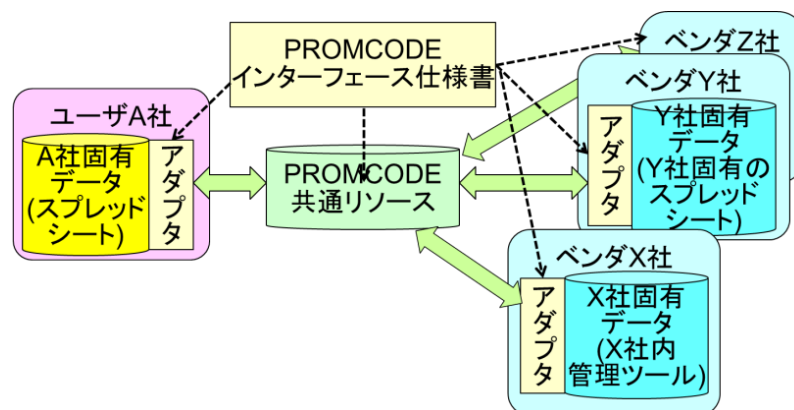 PROMCODE
インターフェース仕様書
ベンダZ社
ベンダY社
アダプタ
Y社固有
データ
(Y社固有の
スプレッド
シート)
ユーザA社
A社固有
データ
(スプレッド
シート)
アダプタ
PROMCODE
共通リソース
ベンダX社
アダプタ
X社固有
データ
(X社内
管理ツール)